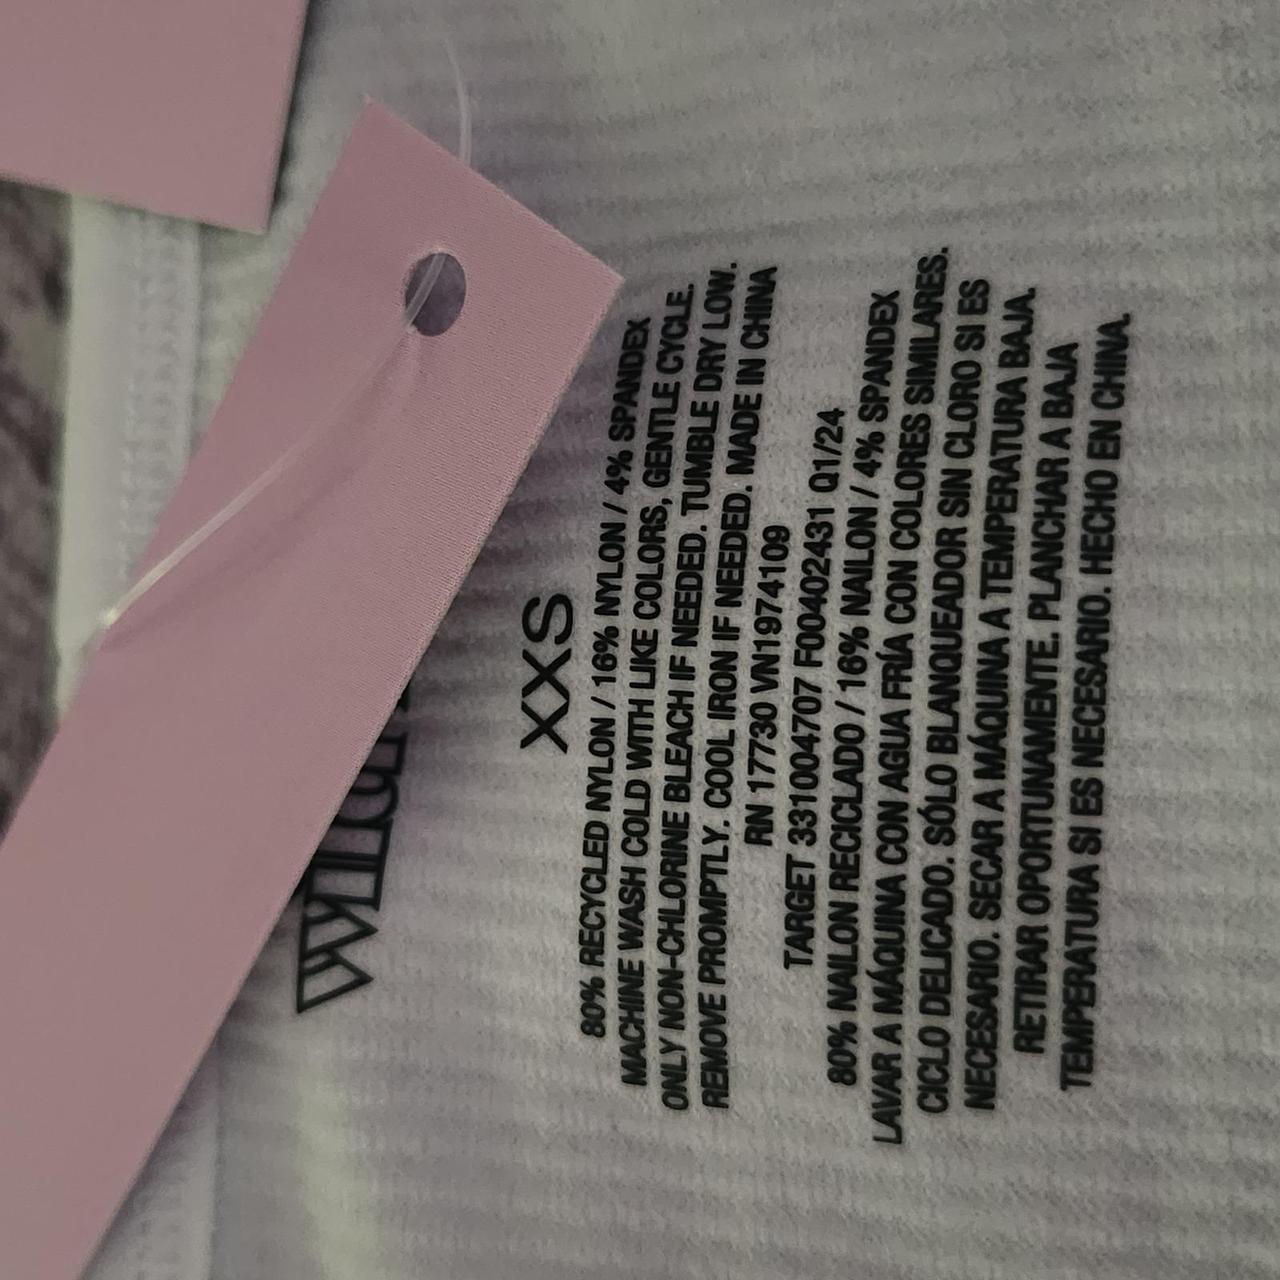 XXS
80% RECYCLED NYLON / 16% NYLON / 4% SPANDEX
MACHINE WASH COLD WITH LIKE COLORS, GENTLE CYCLE.
ONLY NON-CHLORINE BLEACH IF NEEDED. TUMBLE DRY LOW.
REMOVE PROMPTLY. COOL IRON IF NEEDED. MADE IN CHINA
RN 17730 VN1974109
TARGET 331004707 F00402431 Q1/24
80% NAILON RECICLADO / 16% NAILON / 4% SPANDEX
LAVAR A MÁQUINA CON AGUA FRÍA CON COLORES SIMILARES.
CICLO DELICADO. SÓLO BLANQUEADOR SIN CLORO SI ES
NECESARIO. SECAR A MÁQUINA A TEMPERATURA BAJA.
RETIRAR OPORTUNAMENTE. PLANCHAR A BAJA
TEMPERATURA SI ES NECESARIO. HECHO EN CHINA.